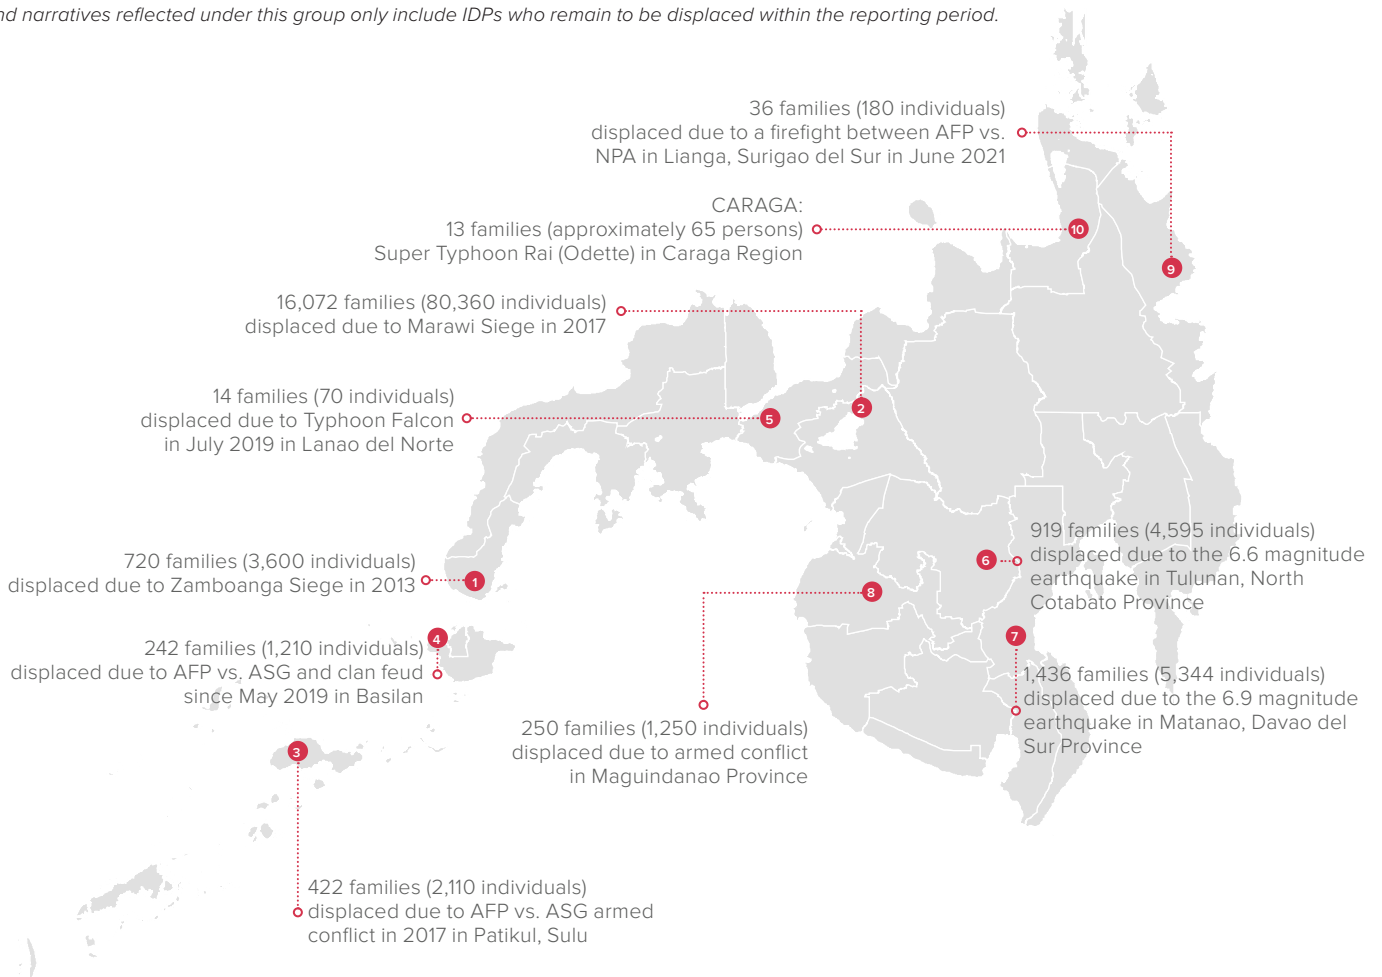 nd narratives reflected under this group only include IDPs who remain to be displaced within the reporting period.
36 families (180 individuals)
displaced due to a firefight between AFP vs.
NPA in Lianga, Surigao del Sur in June 2021
CARAGA:
13 families (approximately 65 persons)
Super Typhoon Rai (Odette) in Caraga Region
10
9
16,072 families (80,360 individuals)
displaced due to Marawi Siege in 2017
14 families (70 individuals)
displaced due to Typhoon Falcon
in July 2019 in Lanao del Norte
5
2
720 families (3,600 individuals)
displaced due to Zamboanga Siege in 2013
1
919 families (4,595 individuals)
displaced due to the 6.6 magnitude
earthquake in Tulunan, North
Cotabato Province
6
8
242 families (1,210 individuals)
displaced due to AFP vs. ASG and clan feud
since May 2019 in Basilan
4
7
1,436 families (5,344 individuals)
displaced due to the 6.9 magnitude
earthquake in Matanao, Davao del
Sur Province
250 families (1,250 individuals)
displaced due to armed conflict
in Maguindanao Province
3
422 families (2,110 individuals)
displaced due to AFP vs. ASG armed
conflict in 2017 in Patikul, Sulu